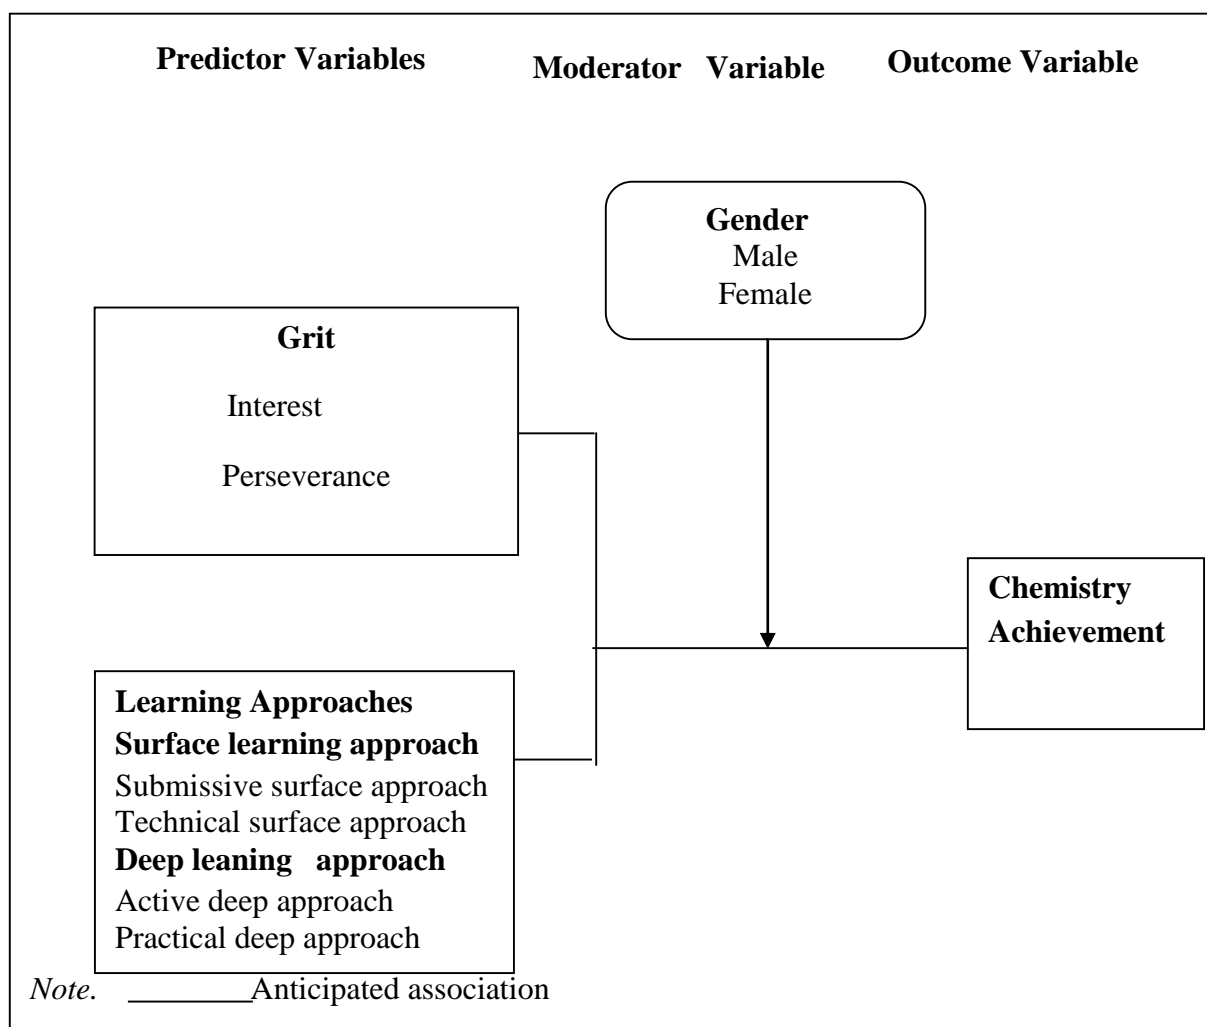 Predictor Variables
Moderator Variable
Outcome Variable
Gender
Male
Female
Grit
Interest
Perseverance
Chemistry
Achievement
Learning Approaches
Surface learning approach
Submissive surface approach
Technical surface approach
Deep leaning approach
Active deep approach
Practical deep approach
Note. ________Anticipated association